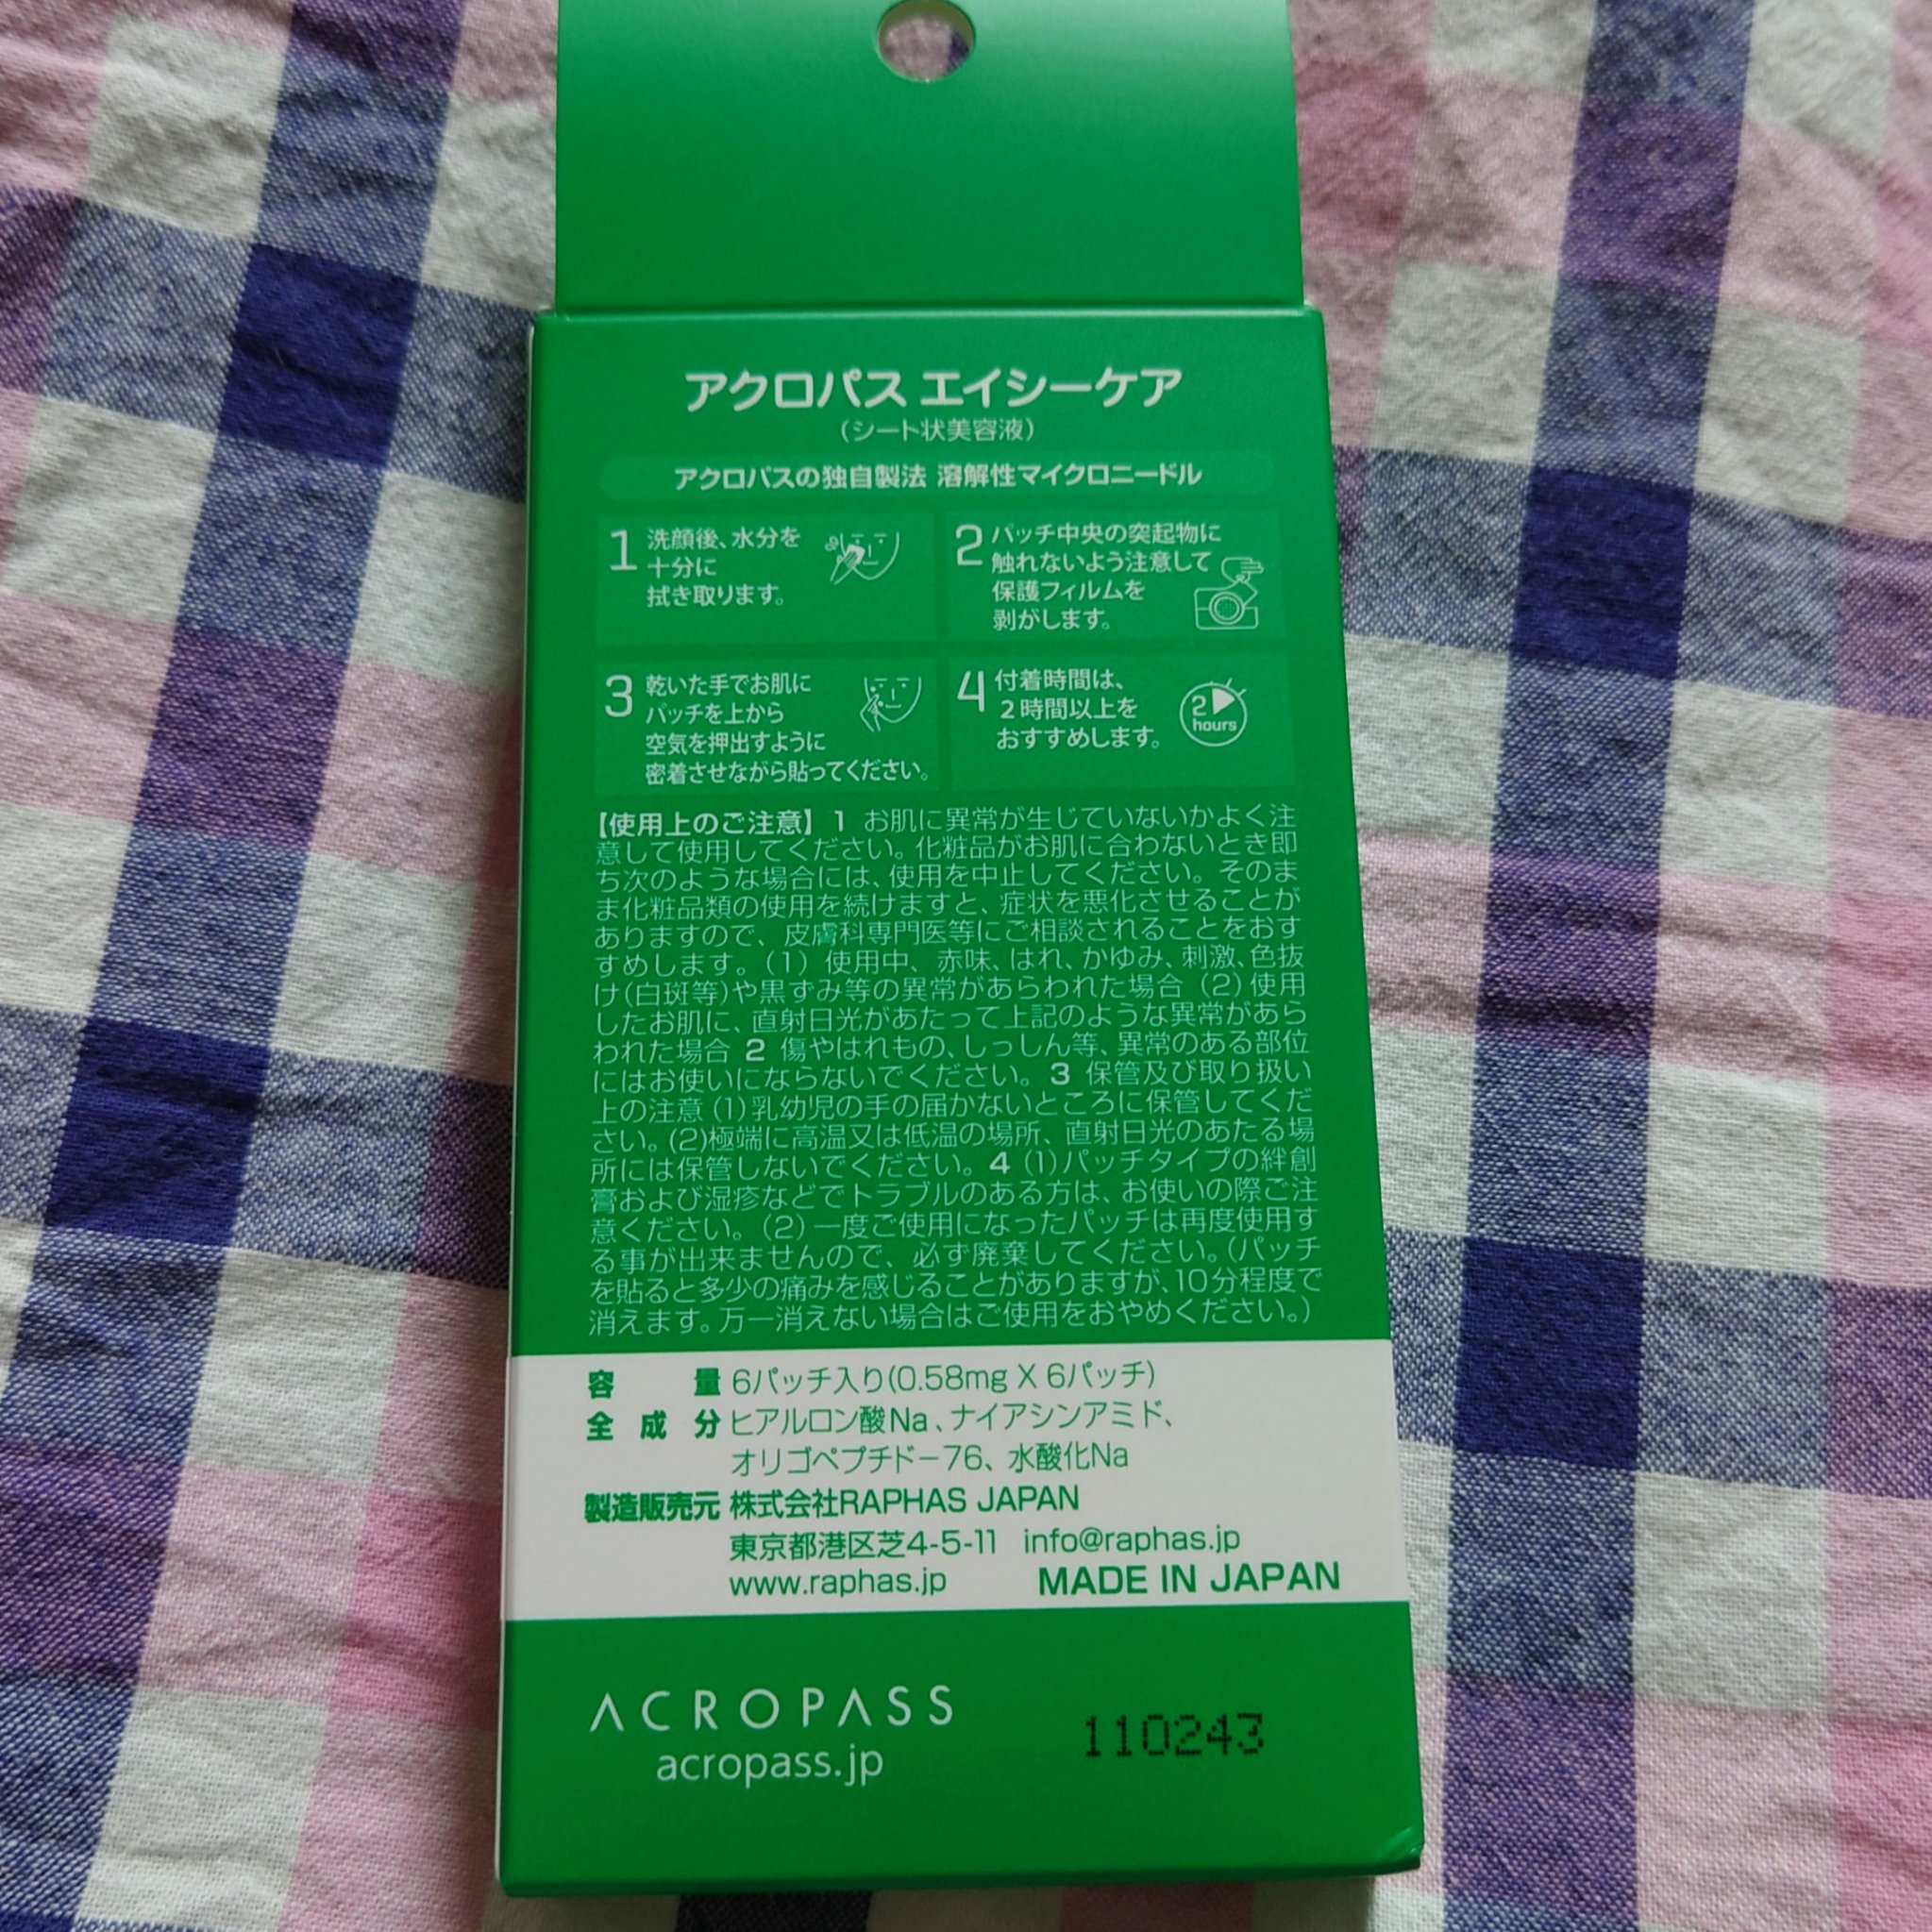 アクロパス エイシーケア
（シート状美容液）
アクロパスの独自製法 溶解性マイクロニードル
1 洗顔後、水分を
十分に
拭き取ります。
2 パッチ中央の突起物に
触れないよう注意して
保護フィルムを
剥がします。
3 乾いた手でお肌に
パッチを上から
空気を押出すように
密着させながら貼ってください。
4 付着時間は、
２時間以上を
おすすめします。
2
hours
【使用上のご注意】 1 お肌に異常が生じていないかよく注
意して使用してください。化粧品がお肌に合わないとき即
ち次のような場合には、使用を中止してください。そのま
ま化粧品類の使用を続けますと、症状を悪化させることが
ありますので、皮膚科専門医等にご相談されることをおす
すめします。（1）使用中、赤味、はれ、かゆみ、刺激、色抜
け（白斑等）や黒ずみ等の異常があらわれた場合（2）使用
したお肌に、直射日光があたって上記のような異常があら
われた場合 2 傷やはれもの、しっしん等、異常のある部位
にはお使いにならないでください。 3 保管及び取り扱い
上の注意（1）乳幼児の手の届かないところに保管してくだ
さい。(2)極端に高温又は低温の場所、直射日光のあたる場
所には保管しないでください。 4（1）パッチタイプの絆創
膏および湿疹などでトラブルのある方は、お使いの際ご注
意ください。（2）一度ご使用になったパッチは再度使用す
る事が出来ませんので、必ず廃棄してください。（パッチ
を貼ると多少の痛みを感じることがありますが、10分程度で
消えます。万一消えない場合はご使用をおやめください。）
容 量 6パッチ入り(0.58mg X 6パッチ)
全 成 分 ヒアルロン酸Na、ナイアシンアミド、
オリゴペプチド－76、水酸化Na
製造販売元 株式会社RAPHAS JAPAN
東京都港区芝4-5-11 info@raphas.jp
www.raphas.jp MADE IN JAPAN
ACROPASS
acropass.jp
110243